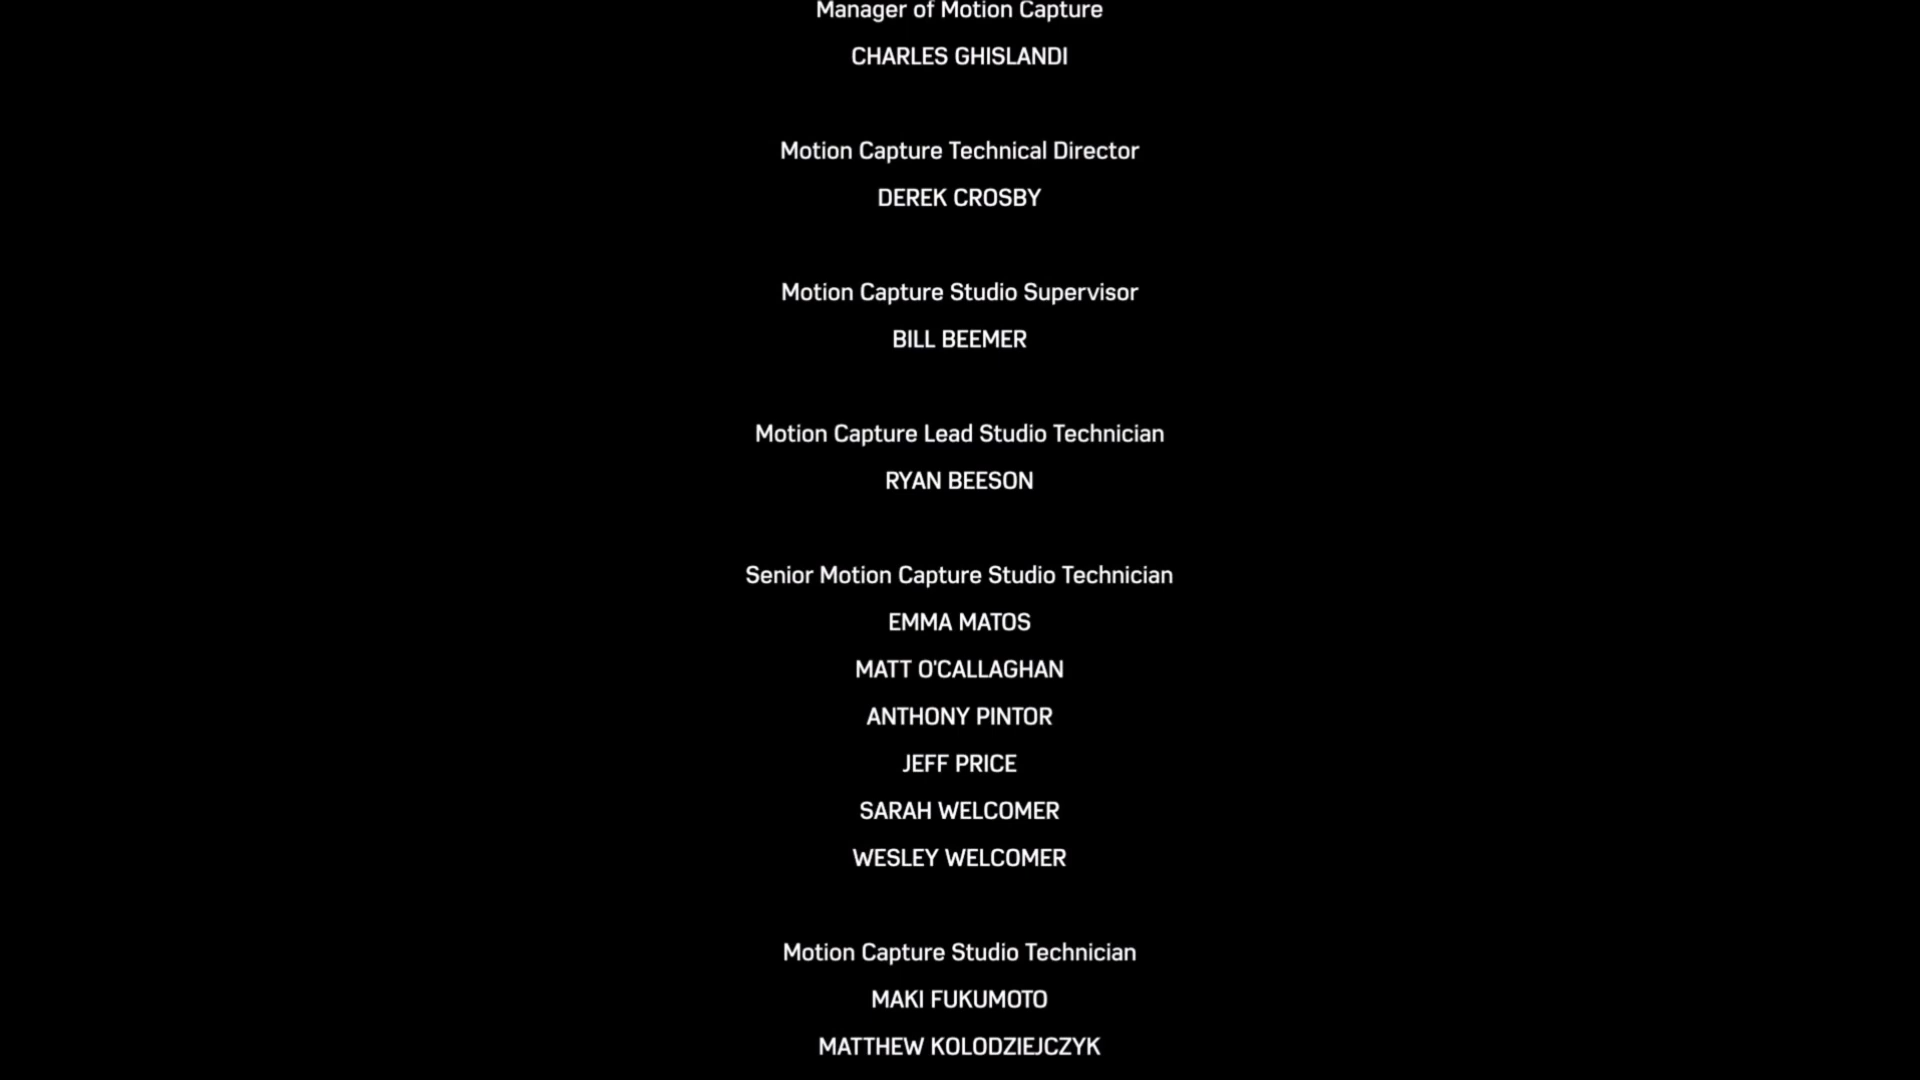 Manager of Motion Capture
CHARLES GHISLANDI
Motion Capture Technical Director
DEREK CROSBY
Motion Capture Studio Supervisor
BILL BEEMER
Motion Capture Lead Studio Technician
RYAN BEESON
Senior Motion Capture Studio Technician
EMMA MATOS
MATT O'CALLAGHAN
ANTHONY PINTOR
JEFF PRICE
SARAH WELCOMER
WESLEY WELCOMER
Motion Capture Studio Technician
MAKI FUKUMOTO
MATTHEW KOLODZIEJCZYK